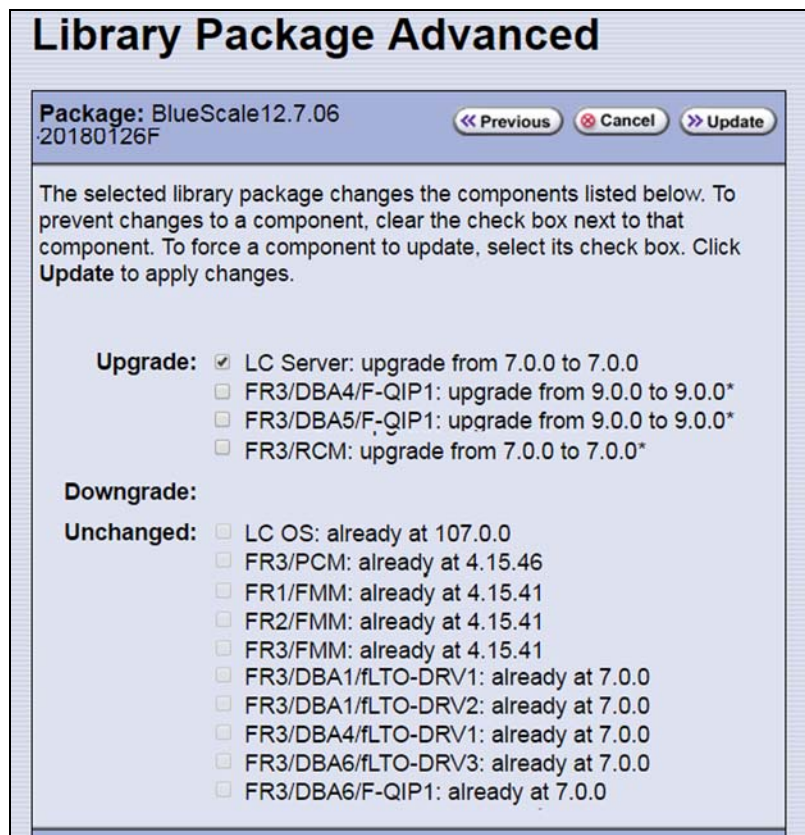 Library Package Advanced
Package: BlueScale12.7.06
-20180126F
Previous
Cancel
Update
The selected library package changes the components listed below. To
prevent changes to a component, clear the check box next to that
component. To force a component to update, select its check box. Click
Update to apply changes.
Upgrade: LC Server: upgrade from 7.0.0 to 7.0.0
FR3/DBA4/F-QIP1: upgrade from 9.0.0 to 9.0.0*
FR3/DBA5/F-QIP1: upgrade from 9.0.0 to 9.0.0*
FR3/RCM: upgrade from 7.0.0 to 7.0.0*
Downgrade:
Unchanged: LC OS: already at 107.0.0
FR3/PCM: already at 4.15.46
FR1/FMM: already at 4.15.41
FR2/FMM: already at 4.15.41
FR3/FMM: already at 4.15.41
FR3/DBA1/fLTO-DRV1: already at 7.0.0
FR3/DBA1/fLTO-DRV2: already at 7.0.0
FR3/DBA4/fLTO-DRV1: already at 7.0.0
FR3/DBA6/fLTO-DRV3: already at 7.0.0
FR3/DBA6/F-QIP1: already at 7.0.0